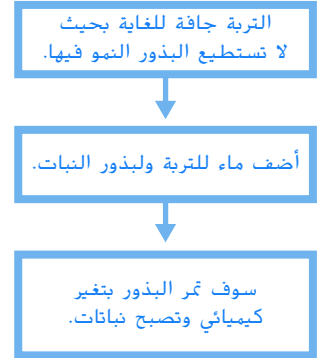 التربة جافة للغاية بحيث
لا تستطيع البذور النمو فيها.
أضف ماء للتربة ولبذور النبات.
سوف تمر البذور بتغير
كيميائي وتصبح نباتات.